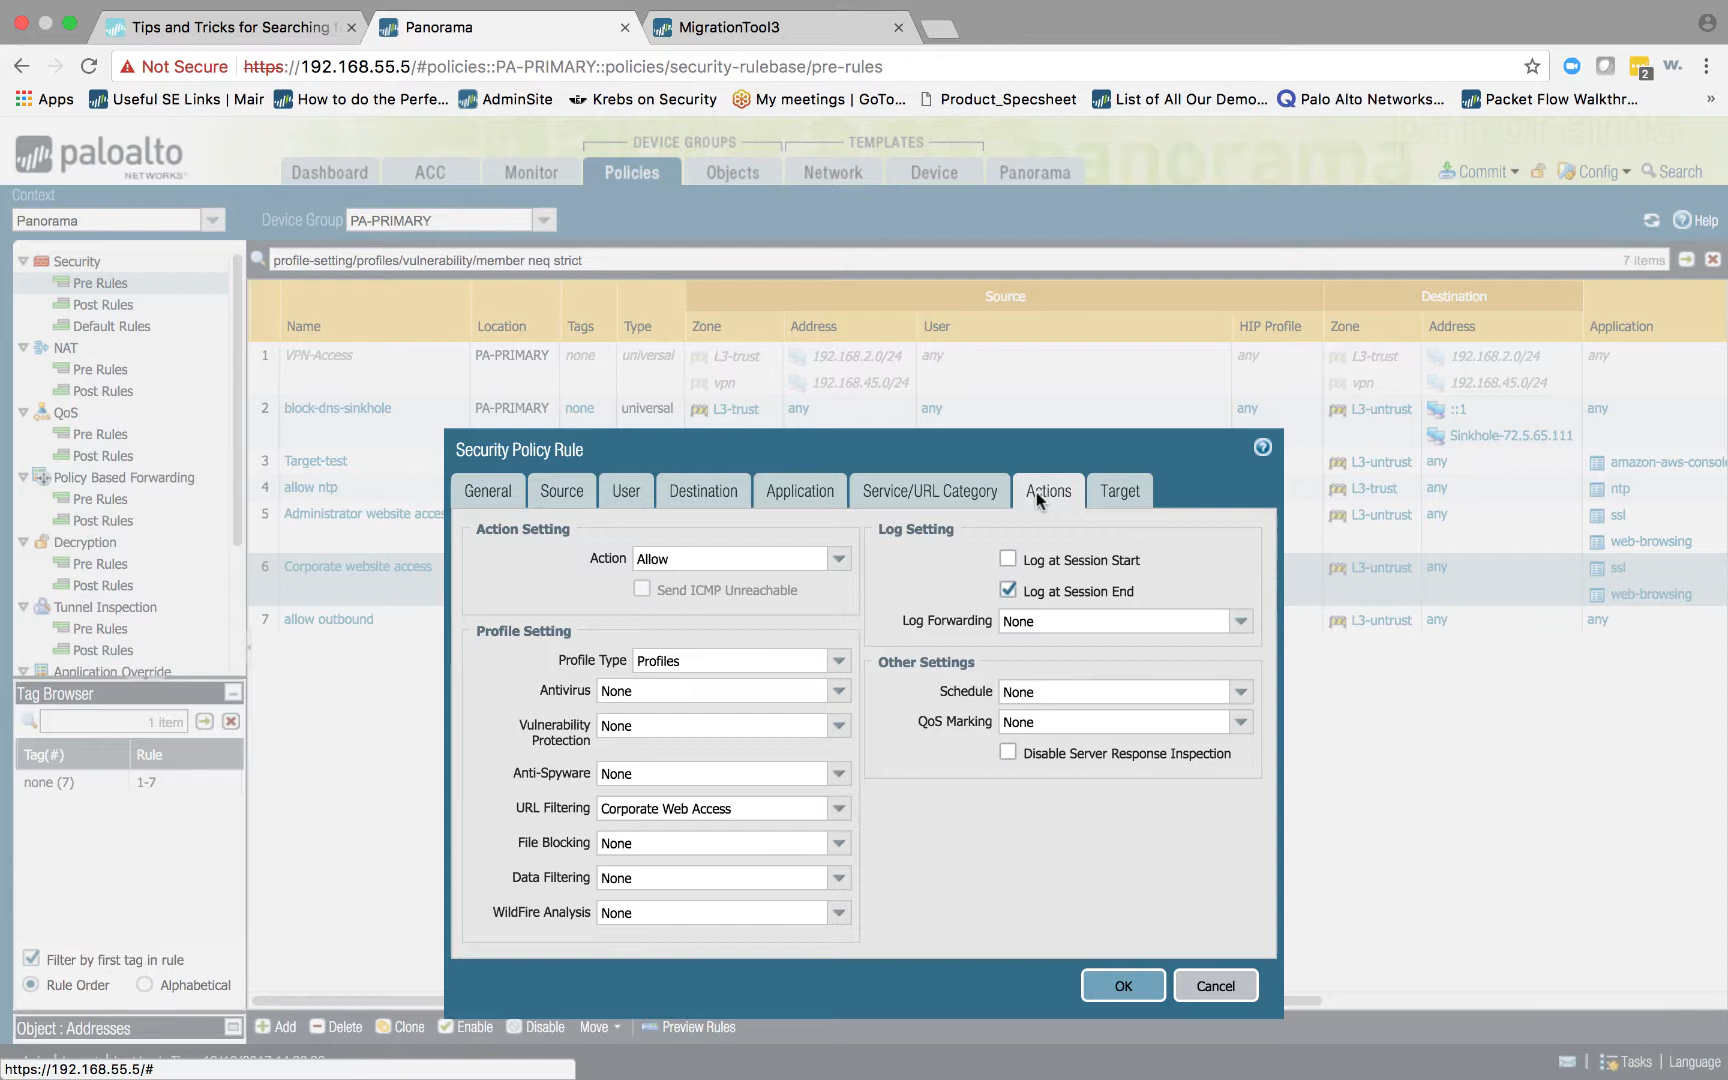 Tips and Tricks for Searching f
Panorama
MigrationTool3
Not Secure https://192.168.55.5/#policies::PA-PRIMARY::policies/security-rulebase/pre-rules
2
w.
Apps Useful SE Links | Mair How to do the Perfe... AdminSite Krebs on Security My meetings | GoTo... Product_Specsheet List of All Our Demo... Palo Alto Networks... Packet Flow Walkthr... »
paloalto
NETWORKS
DEVICE GROUPS TEMPLATES
Dashboard ACC Monitor Policies Objects Network Device Panorama
Commit Config Search
Context
Panorama
Device Group PA-PRIMARY
Help
profile-setting/profiles/vulnerability/member neq strict 7 items
Security
Pre Rules
Post Rules
Default Rules
NAT
Pre Rules
Post Rules
QoS
Pre Rules
Post Rules
Policy Based Forwarding
Pre Rules
Post Rules
Decryption
Pre Rules
Post Rules
Tunnel Inspection
Pre Rules
Post Rules
Application Override
Tag Browser
1 item
Tag(#) Rule
none (7) 1-7
Filter by first tag in rule
Rule Order Alphabetical
Object : Addresses
Source Destination
Name Location Tags Type Zone Address User HIP Profile Zone Address Application
1 VPN-Access PA-PRIMARY none universal L3-trust 192.168.2.0/24 any any L3-trust 192.168.2.0/24 any
vpn 192.168.45.0/24 vpn 192.168.45.0/24
2 block-dns-sinkhole PA-PRIMARY none universal L3-trust any any any L3-untrust ::1 any
Sinkhole-72.5.65.111
3 Target-test L3-untrust any amazon-aws-console
4 allow ntp L3-trust any ntp
5 Administrator website acces L3-untrust any ssl
web-browsing
6 Corporate website access L3-untrust any ssl
web-browsing
7 allow outbound L3-untrust any any
Security Policy Rule
General Source User Destination Application Service/URL Category Actions Target
Action Setting
Action Allow
Send ICMP Unreachable
Profile Setting
Profile Type Profiles
Antivirus None
Vulnerability Protection None
Anti-Spyware None
URL Filtering Corporate Web Access
File Blocking None
Data Filtering None
WildFire Analysis None
Log Setting
Log at Session Start
Log at Session End
Log Forwarding None
Other Settings
Schedule None
QoS Marking None
Disable Server Response Inspection
OK Cancel
Add Delete Clone Enable Disable Move Preview Rules
Tasks | Language
https://192.168.55.5/#